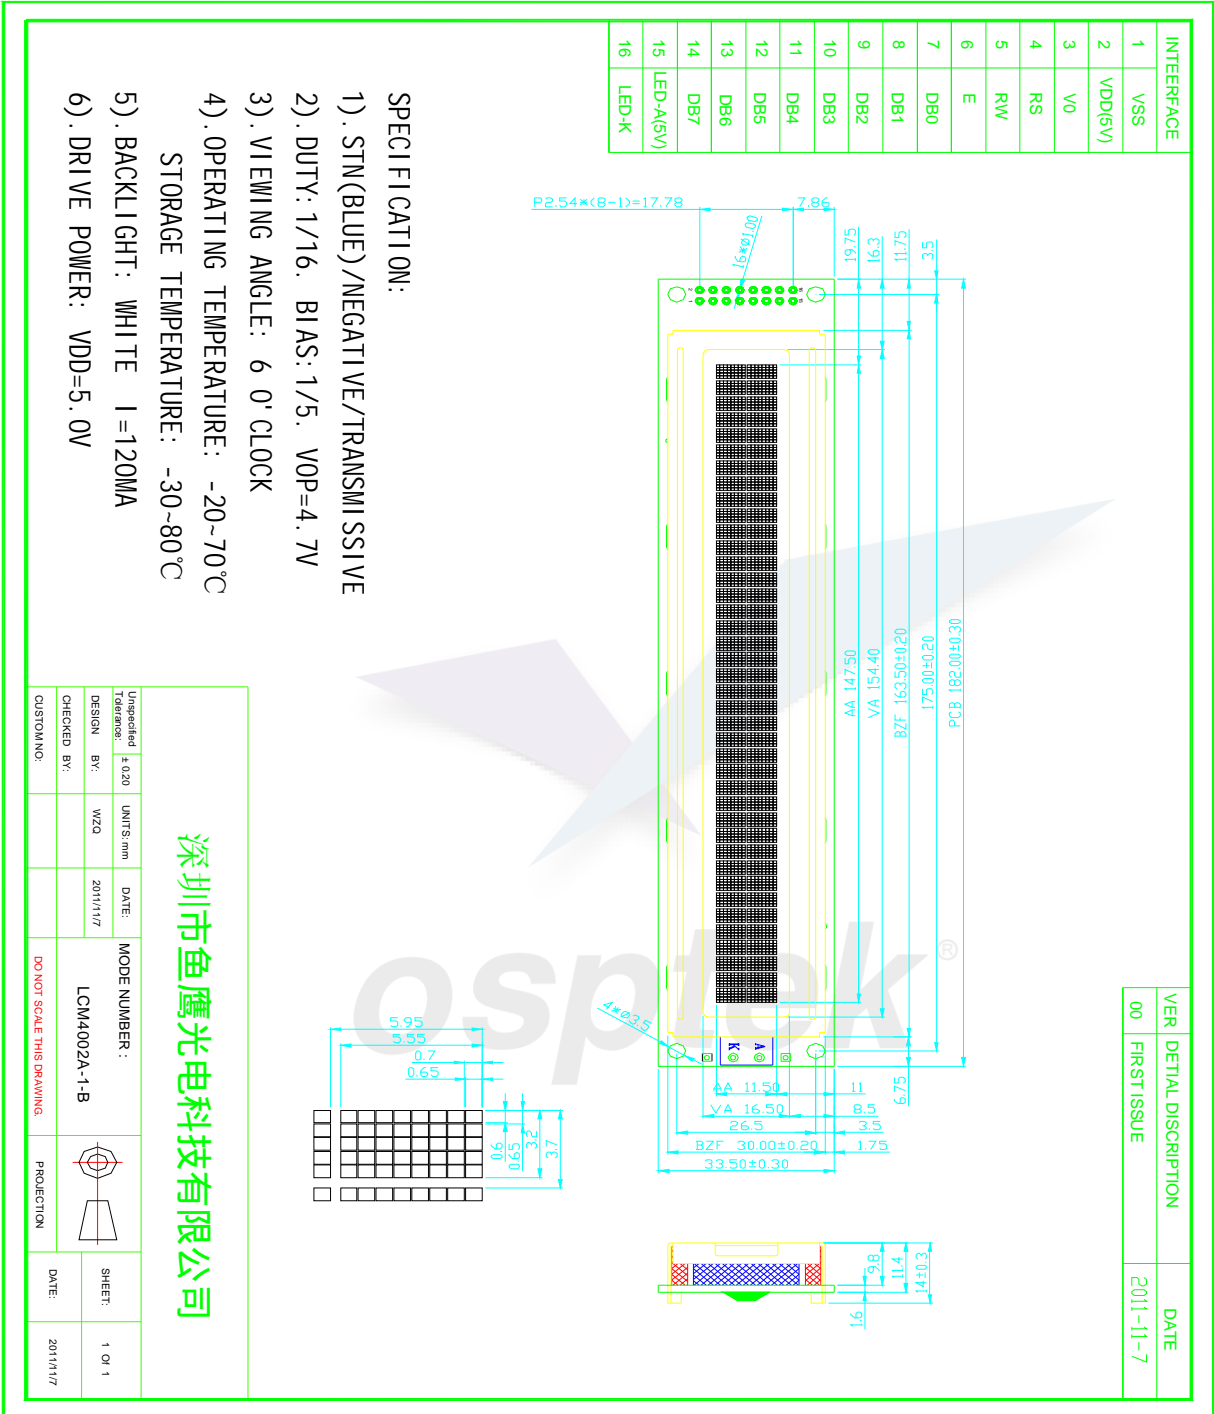 INTEERFACE
1 VSS
2 VDD(5V)
3 V0
4 RS
5 RW
6 E
7 DB0
8 DB1
9 DB2
10 DB3
11 DB4
12 DB5
13 DB6
14 DB7
15 LED-A(5V)
16 LED-K
VER DETIAL DISCRIPTION DATE
00 FIRST ISSUE 2011-11-7
3.5
11.75
16.3
19.75
7.86
P2.54*(8-1)=17.78
16*ø1.00
2 16
1 15
PCB 182.00±0.30
175.00±0.20
BZF 163.50±0.20
VA 154.40
AA 147.50
6.75
4*ø3.5
A
K
AA 11.50 11
VA 16.50 8.5
26.5 3.5
BZF 30.00±0.20 1.75
33.50±0.30
14±0.3
11.4
9.8
1.6
5.95
5.55
0.7
0.65
3.7
3.2
0.65
0.6
osptek®
SPECIFICATION:
1).STN(BLUE)/NEGATIVE/TRANSMISSIVE
2).DUTY:1/16. BIAS:1/5. VOP=4.7V
3).VIEWING ANGLE: 6 O'CLOCK
4).OPERATING TEMPERATURE: -20~70℃
STORAGE TEMPERATURE: -30~80℃
5).BACKLIGHT: WHITE I=120MA
6).DRIVE POWER: VDD=5.0V
深圳市鱼鹰光电科技有限公司
Unspecified Tolerance: ± 0.20 UNITS: mm DATE:
DESIGN BY: WZQ 2011/11/7
CHECKED BY:
CUSTOM NO:
MODE NUMBER :
LCM4002A-1-B
DO NOT SCALE THIS DRAWING.
PROJECTION
SHEET: 1 Of 1
DATE: 2011/11/7